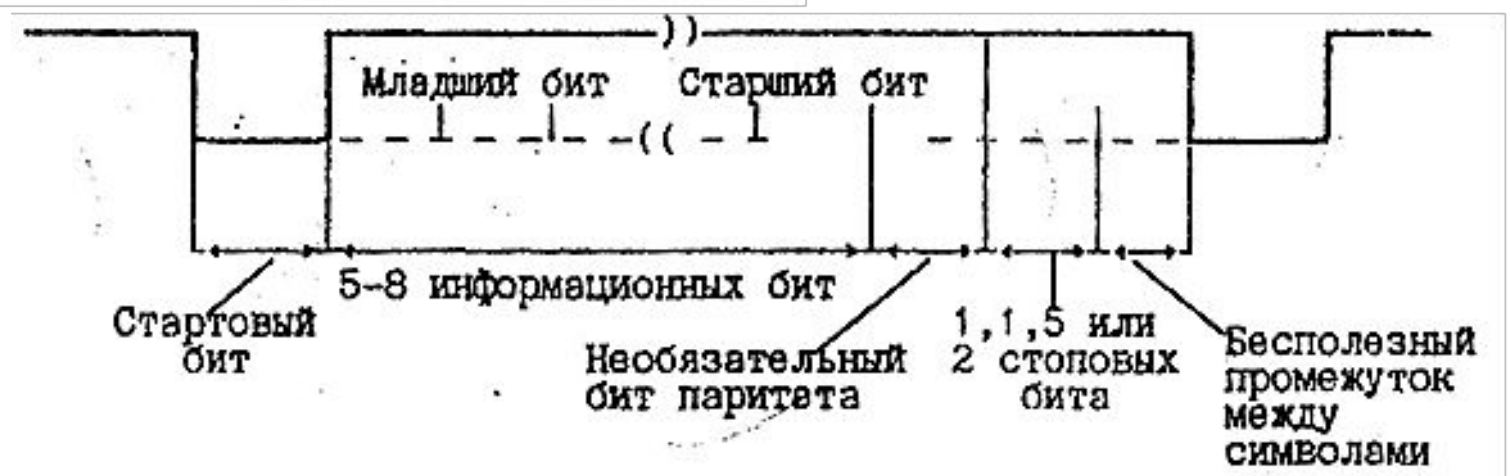 Младший бит
Старший бит
5-8 информационных бит
Стартовый
бит
Необязательный
бит паритета
1,1,5 или
2 стоповых
бита
Бесполезный
промежуток
между
символами